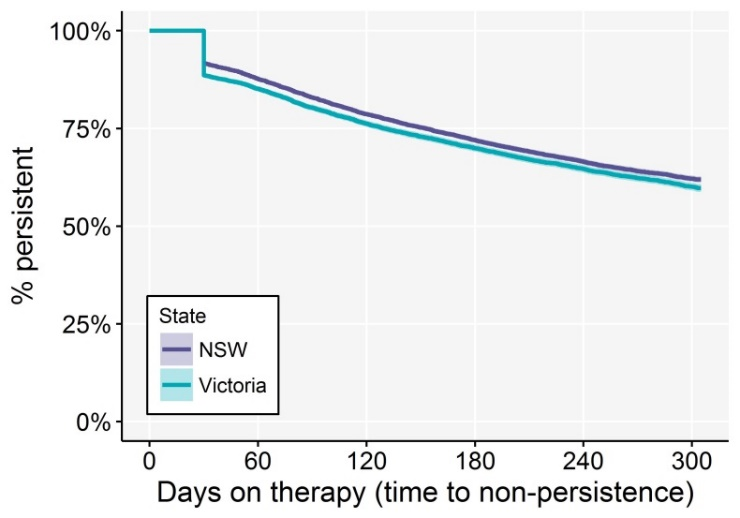 100%
75%
50%
25%
0%
% persistent
State
NSW
Victoria
0 60 120 180 240 300
Days on therapy (time to non-persistence)